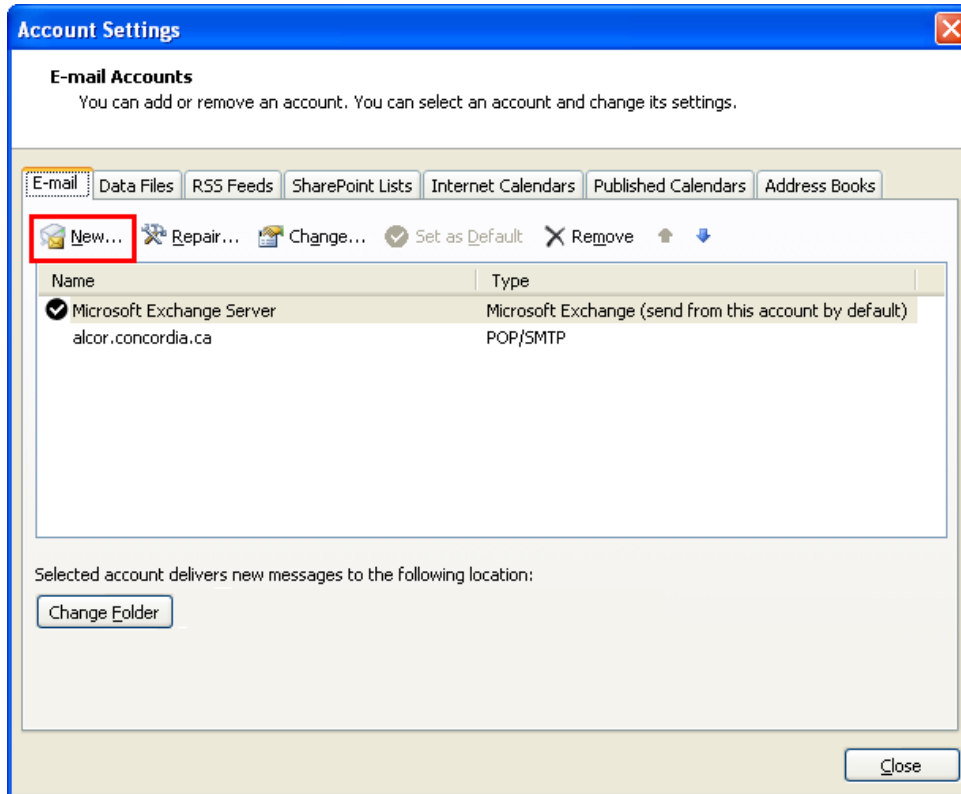 Account Settings
E-mail Accounts
You can add or remove an account. You can select an account and change its settings.
E-mail Data Files RSS Feeds SharePoint Lists Internet Calendars Published Calendars Address Books
New... Repair... Change... Set as Default Remove
Name Type
Microsoft Exchange Server Microsoft Exchange (send from this account by default)
alcor.concordia.ca POP/SMTP
Selected account delivers new messages to the following location:
Change Folder
Close